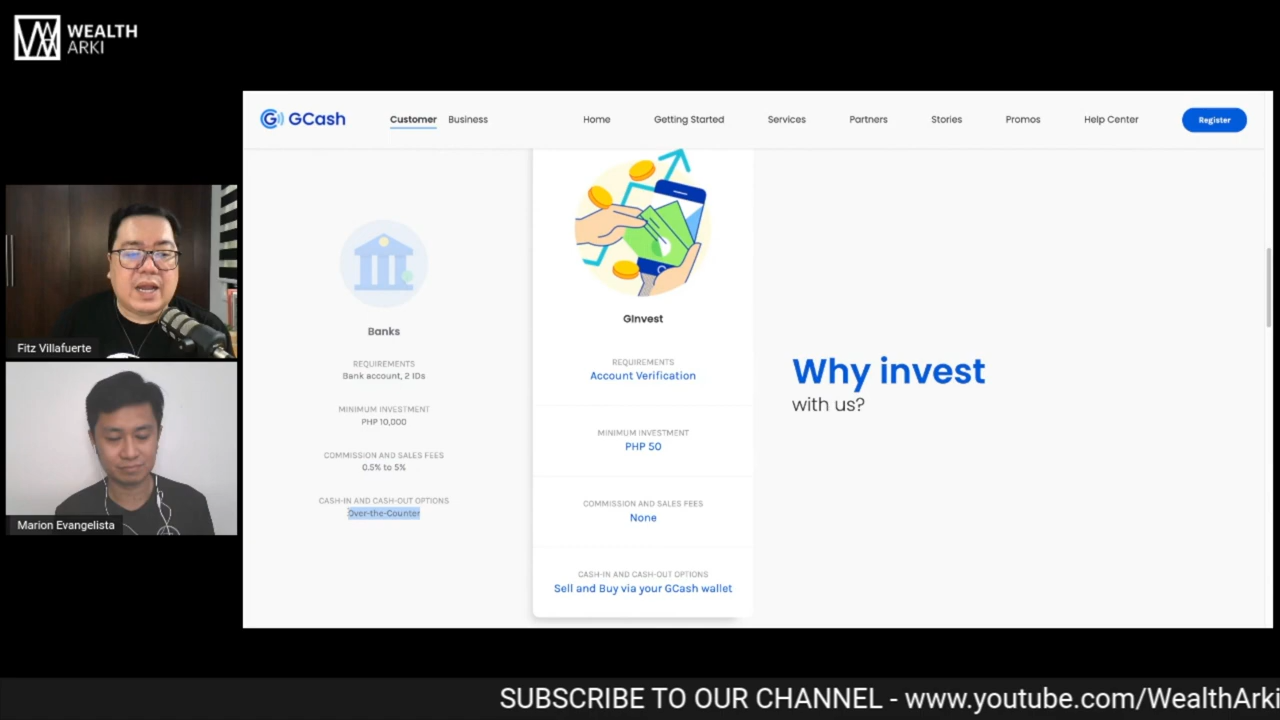 WEALTH
ARKI
GCash
Customer Business Home Getting Started Services Partners Stories Promos Help Center Register
Fitz Villafuerte
Marion Evangelista
Banks
REQUIREMENTS
Bank account, 2 IDs
MINIMUM INVESTMENT
PHP 10,000
COMMISSION AND SALES FEES
0.5% to 5%
CASH-IN AND CASH-OUT OPTIONS
Over-the-Counter
GInvest
REQUIREMENTS
Account Verification
MINIMUM INVESTMENT
PHP 50
COMMISSION AND SALES FEES
None
CASH-IN AND CASH-OUT OPTIONS
Sell and Buy via your GCash wallet
Why invest
with us?
SUBSCRIBE TO OUR CHANNEL - www.youtube.com/WealthArki